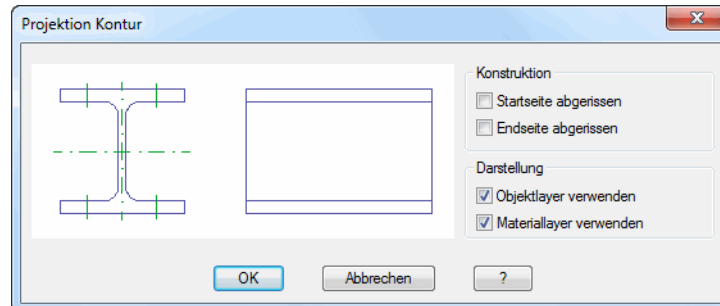 Projektion Kontur
Konstruktion
Startseite abgerissen
Endseite abgerissen
Darstellung
Objektlayer verwenden
Materiallayer verwenden
OK
Abbrechen
?